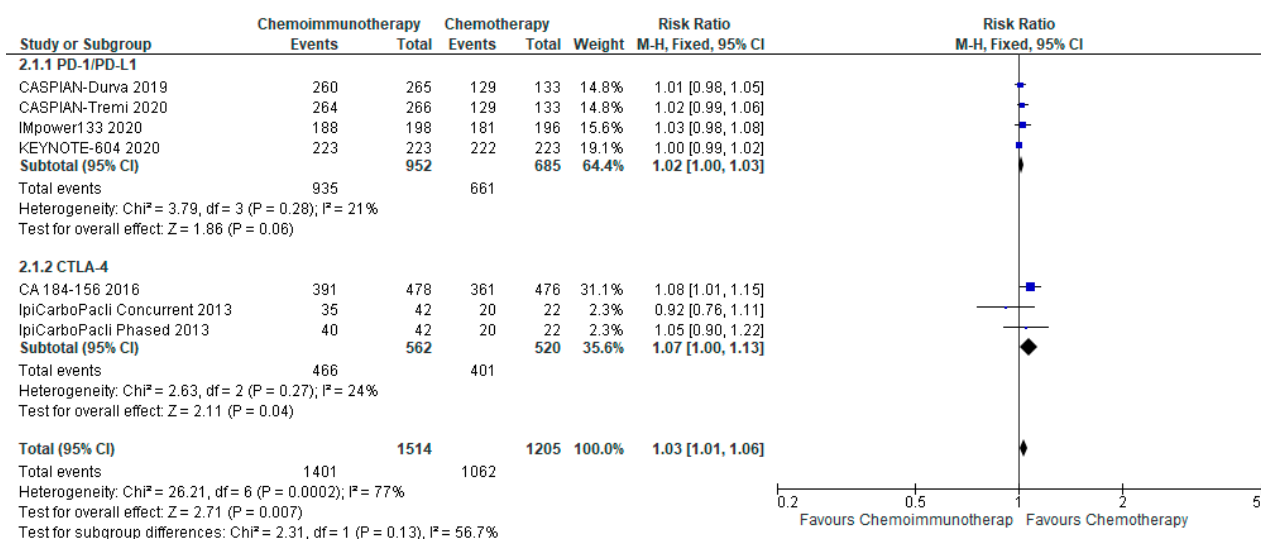 Chemoimmunotherapy Chemotherapy Risk Ratio Risk Ratio
Study or Subgroup Events Total Events Total Weight M-H, Fixed, 95% CI M-H, Fixed, 95% CI
2.1.1 PD-1/PD-L1
CASPIAN-Durva 2019 260 265 129 133 14.8% 1.01 [0.98, 1.05]
CASPIAN-Tremi 2020 264 266 129 133 14.8% 1.02 [0.99, 1.06]
IMpower133 2020 188 198 181 196 15.6% 1.03 [0.98, 1.08]
KEYNOTE-604 2020 223 223 222 223 19.1% 1.00 [0.99, 1.02]
Subtotal (95% CI) 952 685 64.4% 1.02 [1.00, 1.03]
Total events 935 661
Heterogeneity: Chi² = 3.79, df = 3 (P = 0.28); I² = 21%
Test for overall effect: Z = 1.86 (P = 0.06)
2.1.2 CTLA-4
CA 184-156 2016 391 478 361 476 31.1% 1.08 [1.01, 1.15]
IpiCarboPacli Concurrent 2013 35 42 20 22 2.3% 0.92 [0.76, 1.11]
IpiCarboPacli Phased 2013 40 42 20 22 2.3% 1.05 [0.90, 1.22]
Subtotal (95% CI) 562 520 35.6% 1.07 [1.00, 1.13]
Total events 466 401
Heterogeneity: Chi² = 2.63, df = 2 (P = 0.27); I² = 24%
Test for overall effect: Z = 2.11 (P = 0.04)
Total (95% CI) 1514 1205 100.0% 1.03 [1.01, 1.06]
Total events 1401 1062
Heterogeneity: Chi² = 26.21, df = 6 (P = 0.0002); I² = 77%
Test for overall effect: Z = 2.71 (P = 0.007)
Test for subgroup differences: Chi² = 2.31, df = 1 (P = 0.13), I² = 56.7%
0.2 0.5 1 2 5
Favours Chemoimmunotherap Favours Chemotherapy